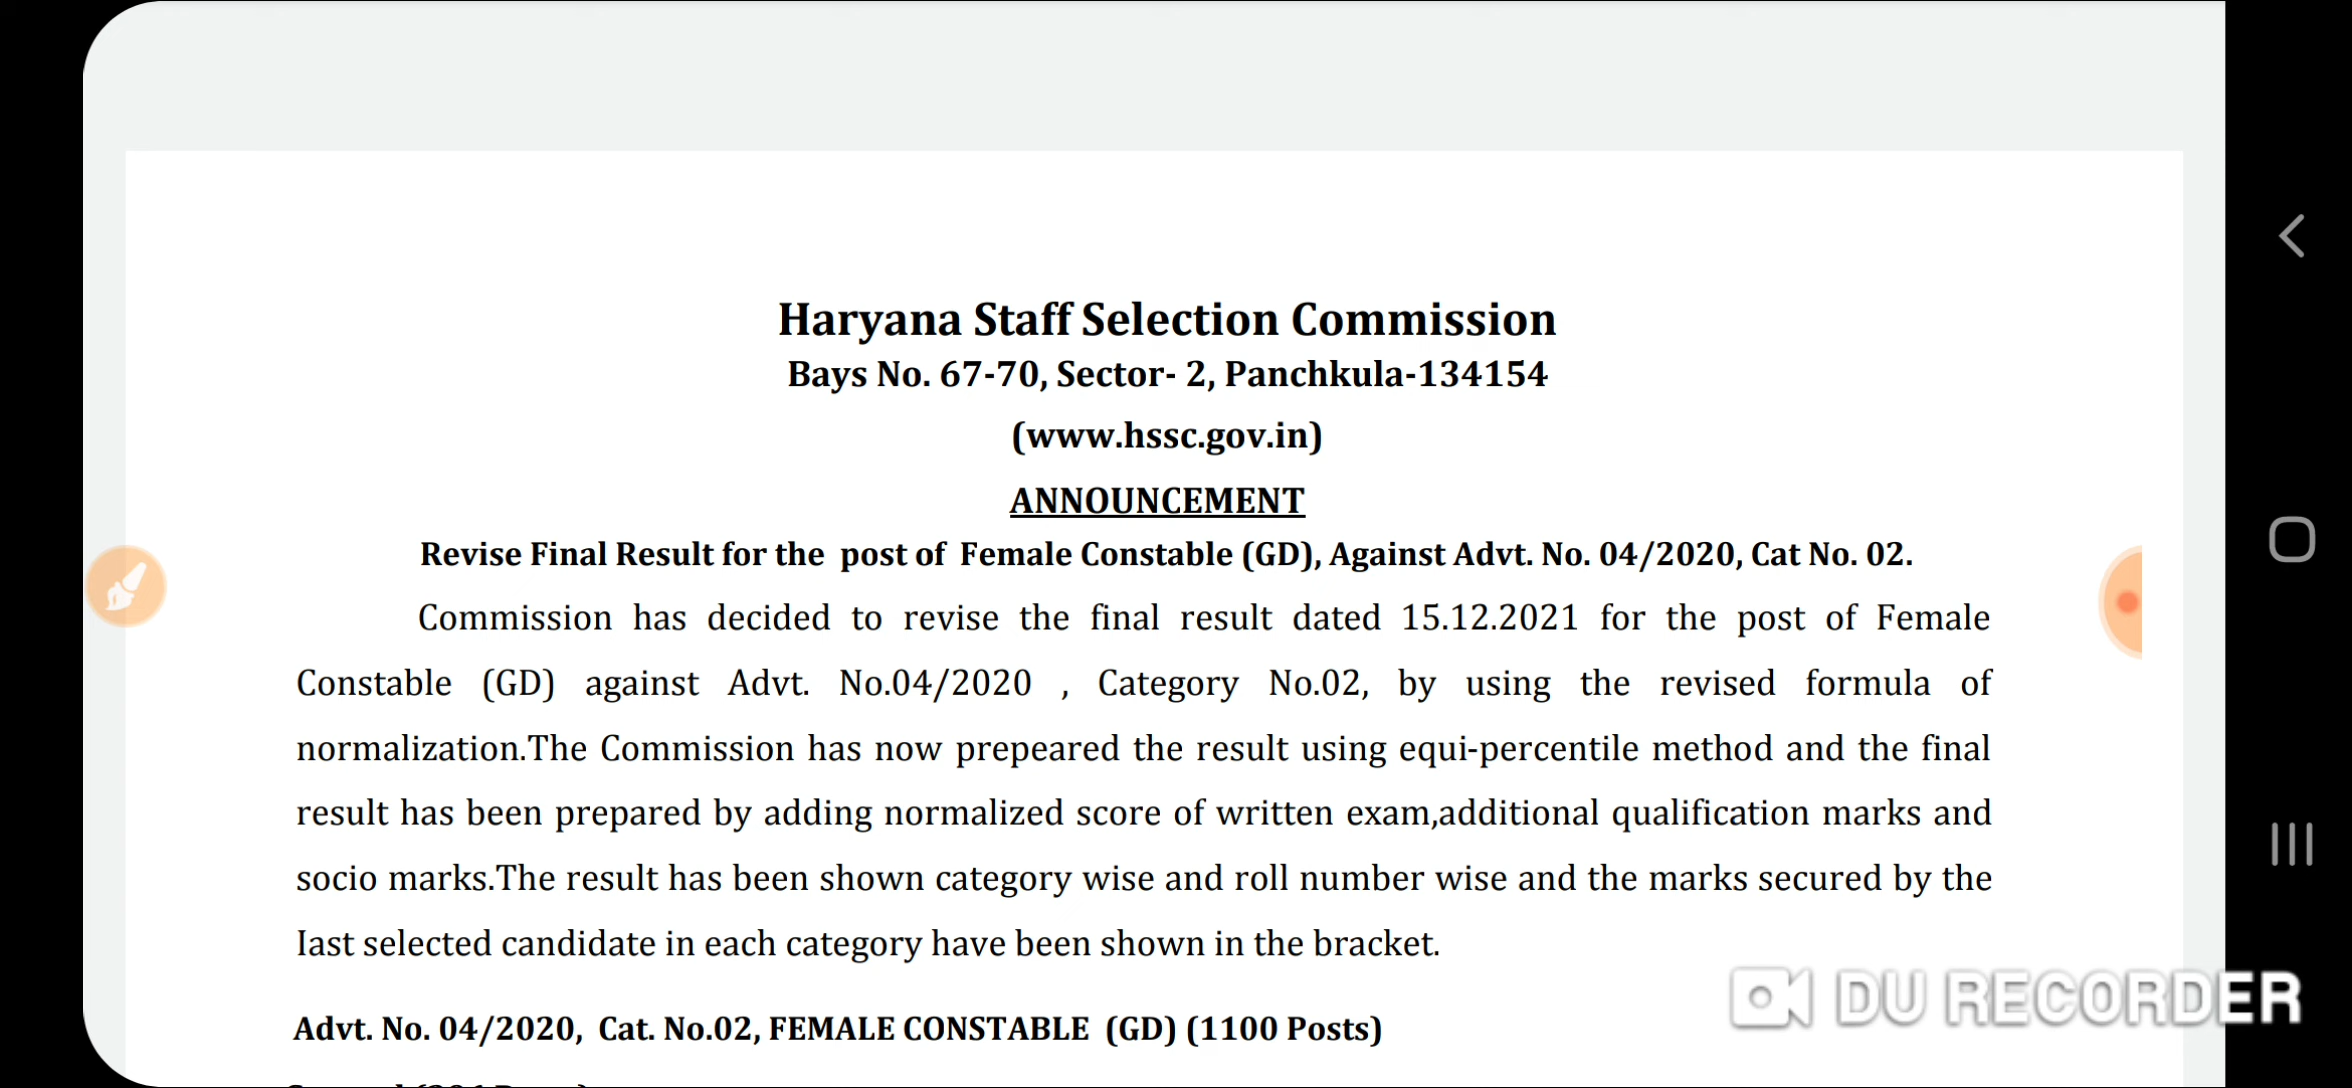 Haryana Staff Selection Commission
Bays No. 67-70, Sector- 2, Panchkula-134154
(www.hssc.gov.in)
ANNOUNCEMENT
Revise Final Result for the post of Female Constable (GD), Against Advt. No. 04/2020, Cat No. 02.
Commission has decided to revise the final result dated 15.12.2021 for the post of Female
Constable (GD) against Advt. No.04/2020 , Category No.02, by using the revised formula of
normalization.The Commission has now prepeared the result using equi-percentile method and the final
result has been prepared by adding normalized score of written exam,additional qualification marks and
socio marks.The result has been shown category wise and roll number wise and the marks secured by the
Iast selected candidate in each category have been shown in the bracket.
DU RECORDER
Advt. No. 04/2020, Cat. No.02, FEMALE CONSTABLE (GD) (1100 Posts)